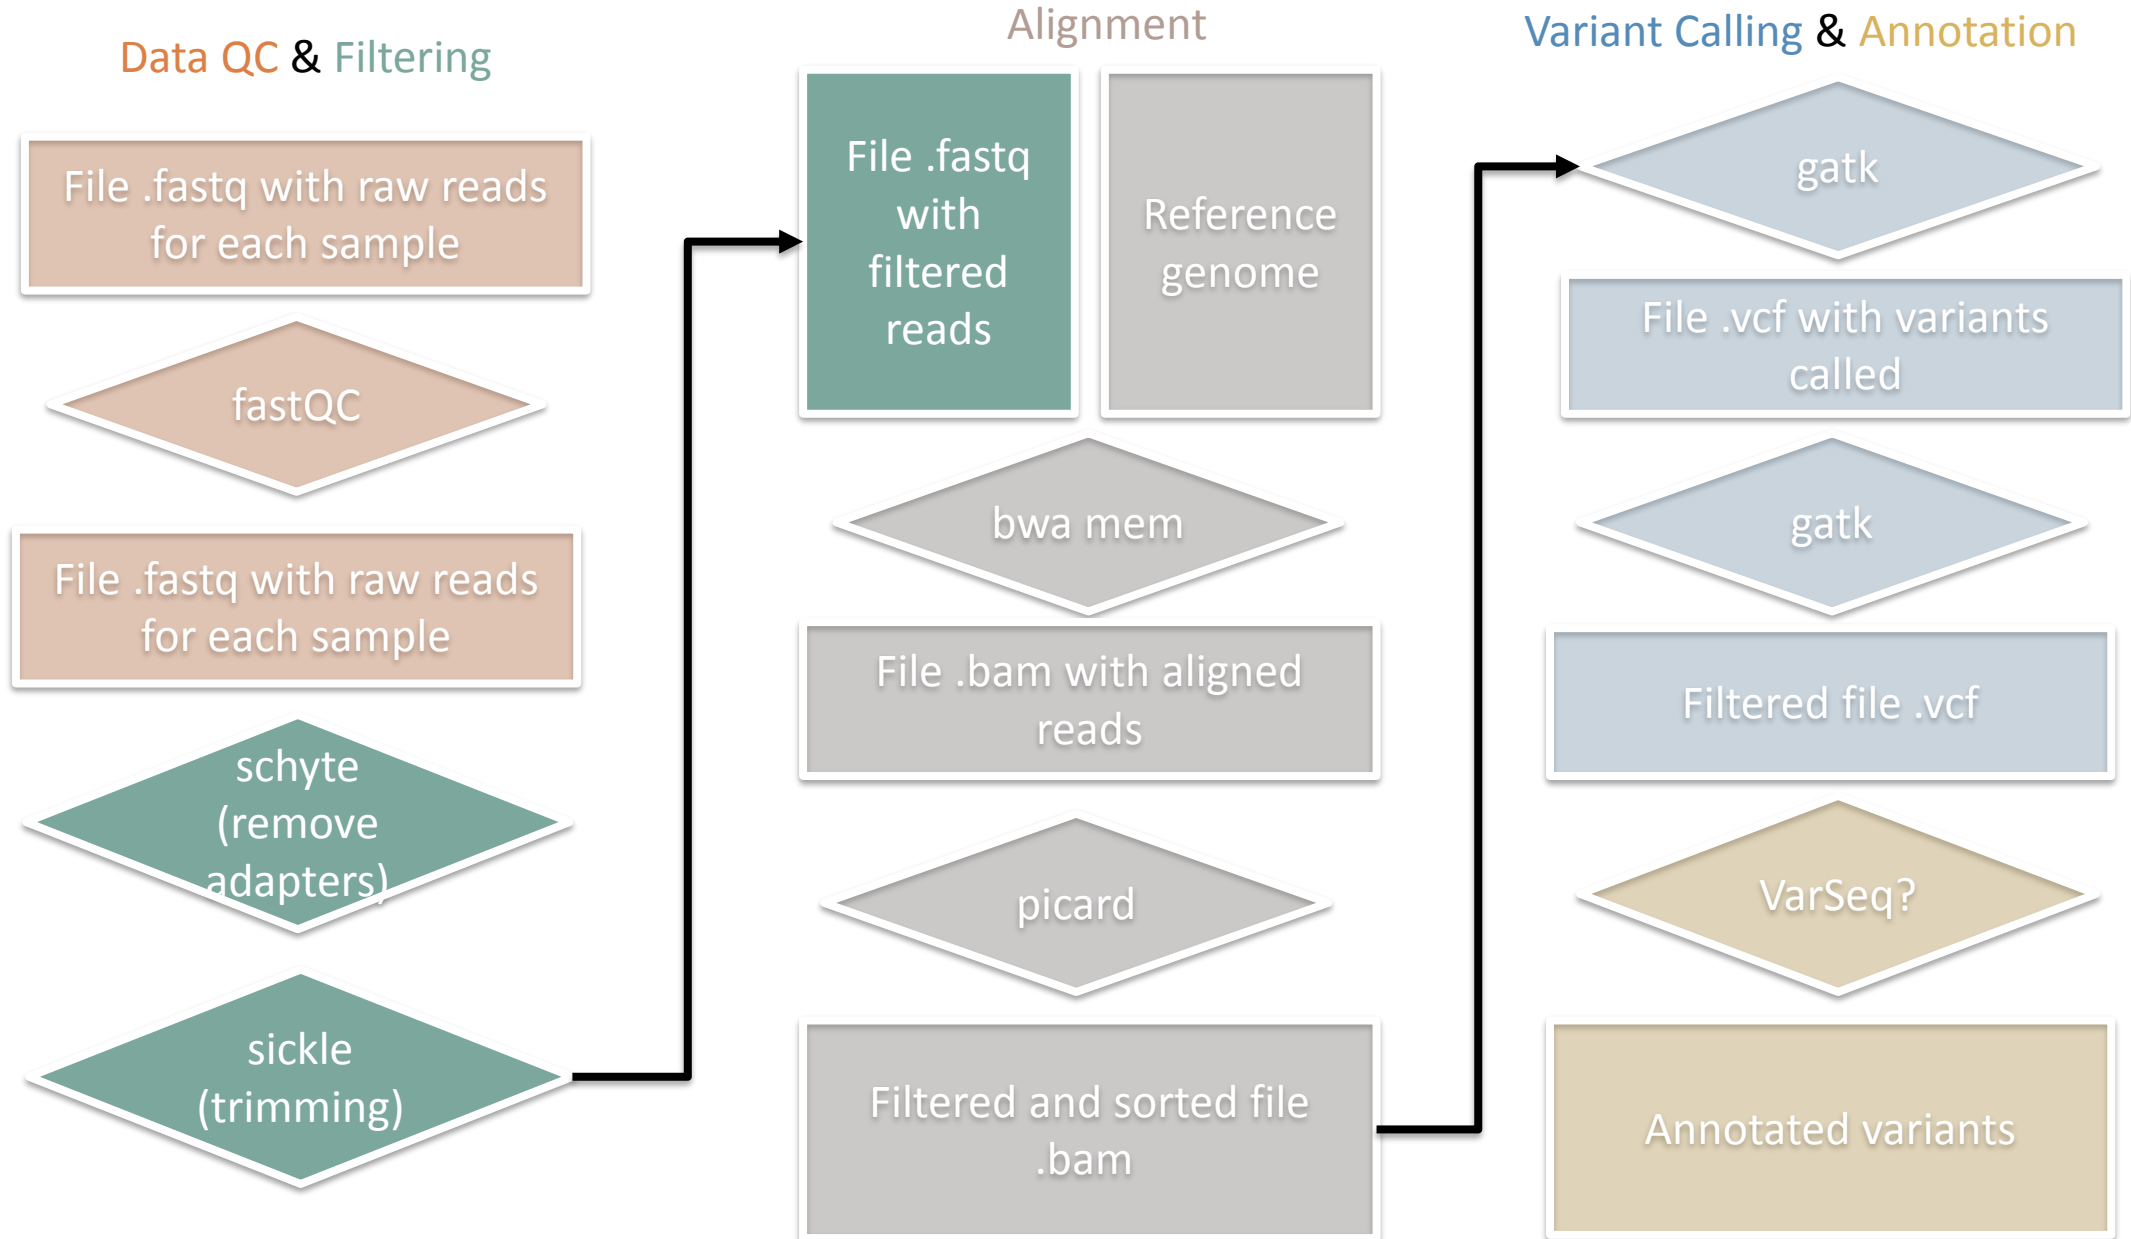 Data QC & Filtering
File .fastq with raw reads
for each sample
fastQC
File .fastq with raw reads
for each sample
schyte
(remove
adapters)
sickle
(trimming)
Alignment
File .fastq
with
filtered
reads
Reference
genome
bwa mem
File .bam with aligned
reads
picard
Filtered and sorted file
.bam
Variant Calling & Annotation
gatk
File .vcf with variants
called
gatk
Filtered file .vcf
VarSeq?
Annotated variants